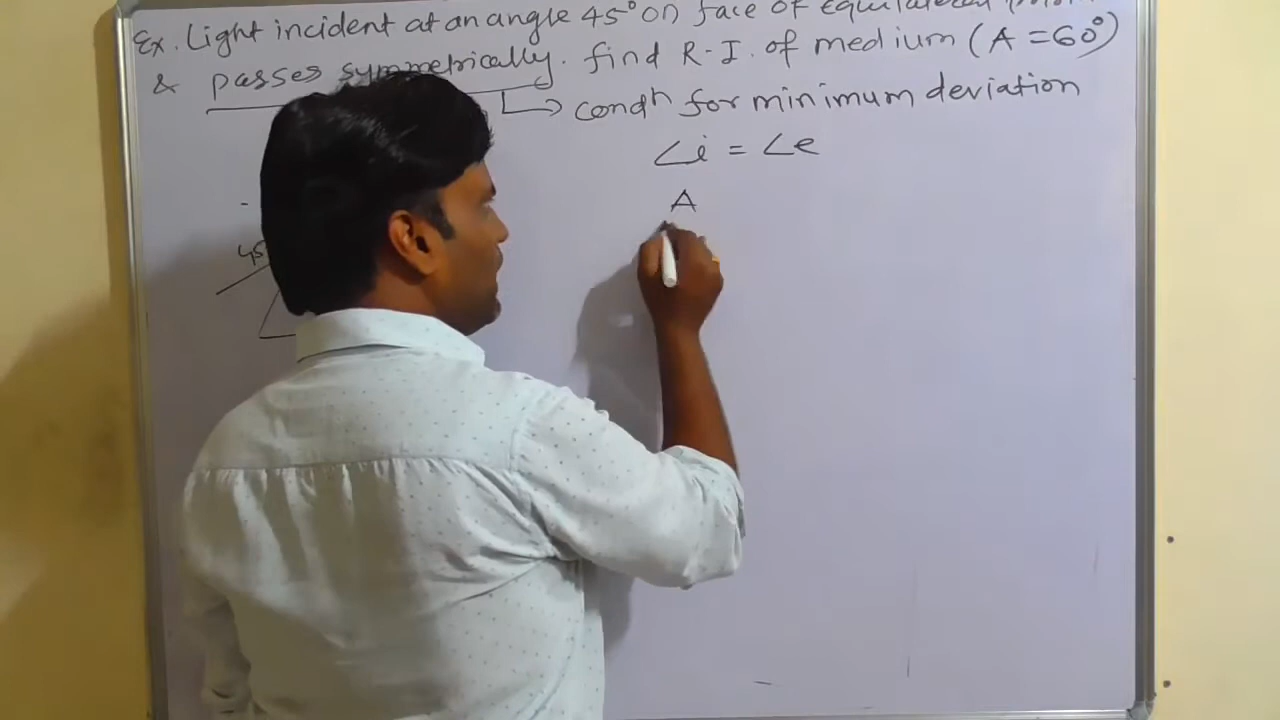 Ex. Light incident at an angle 45° on face of Equilateral
& passes symmetrically. find R-I. of medium (A = 60°)
→ condn for minimum deviation
∠i = ∠e
A
45